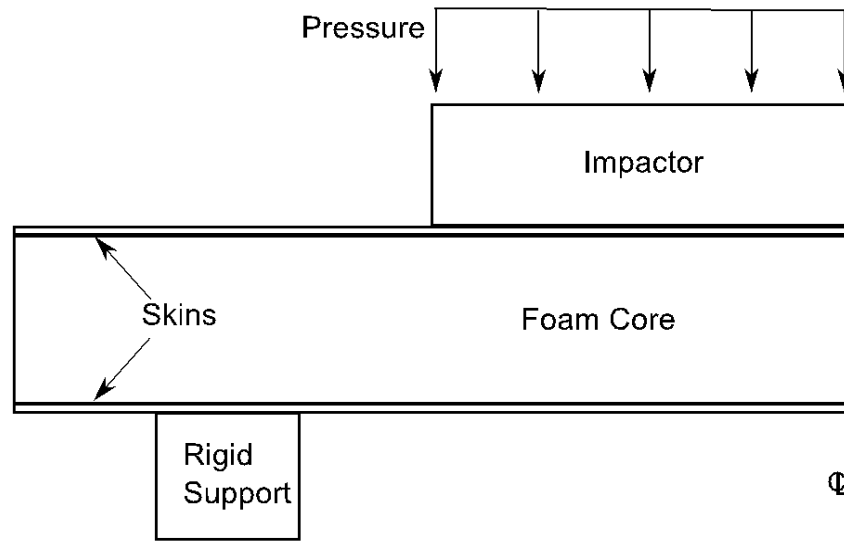 Pressure
Impactor
Skins
Foam Core
Rigid
Support
℄